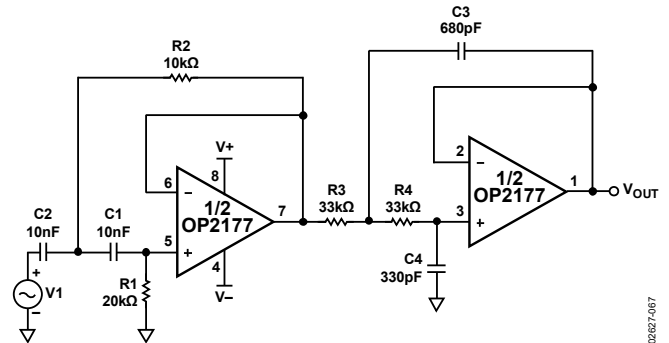 C3
680pF
R2
10kΩ
V+
6
8
–
2
–
1/2
OP2177
1/2
OP2177
7
1
VOUT
R3
33kΩ
R4
33kΩ
C2
10nF
C1
10nF
5
+
3
+
4
V–
C4
330pF
+
V1
–
R1
20kΩ
02627-067